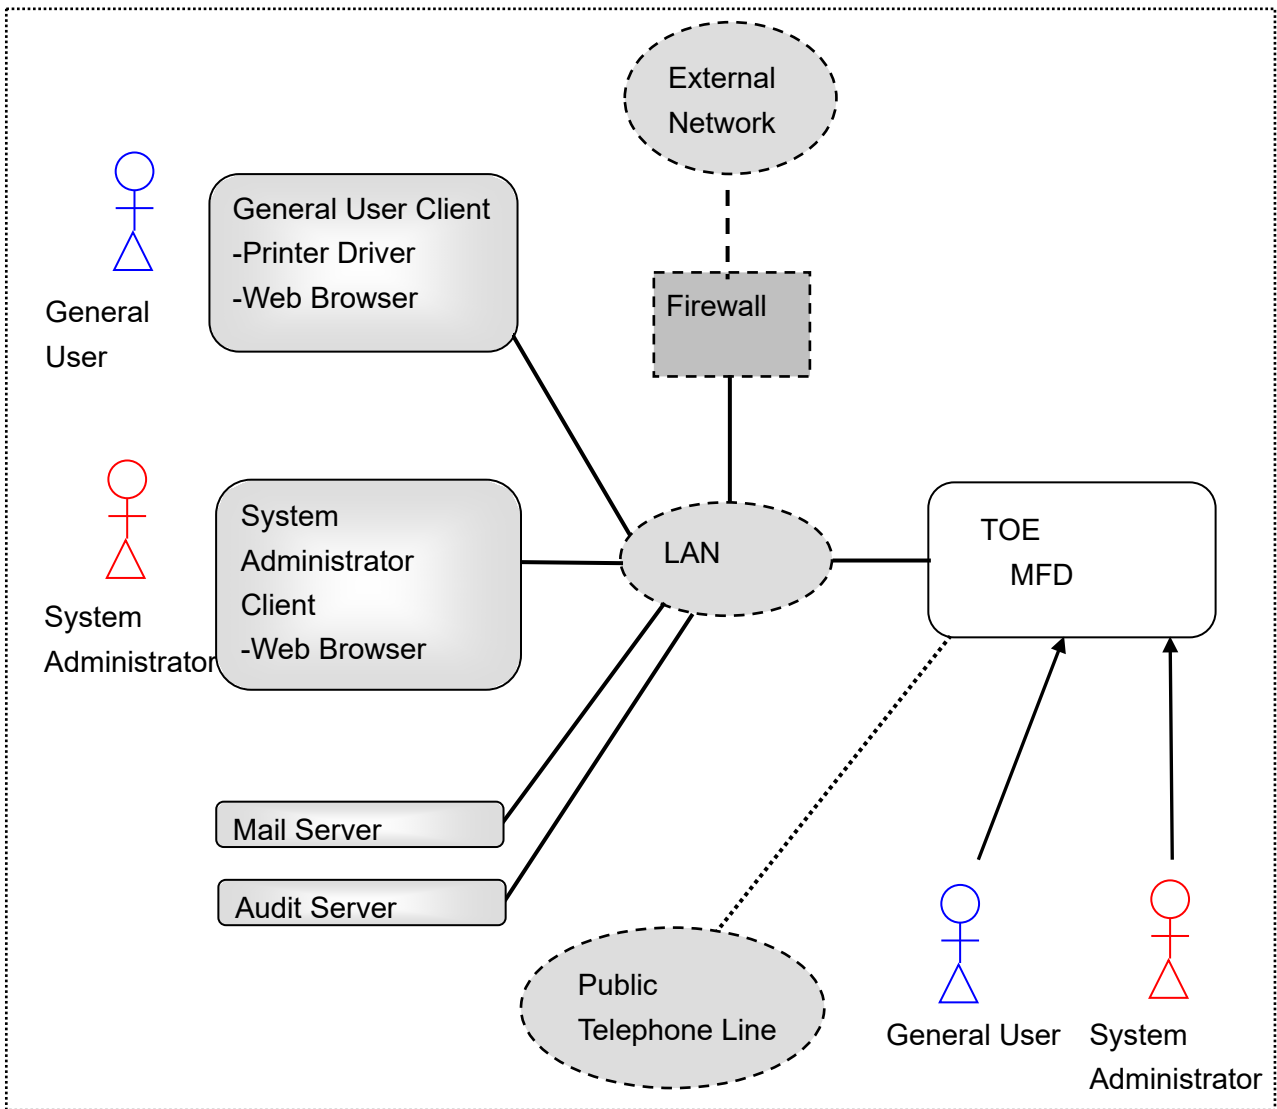 External
Network
General User Client
-Printer Driver
-Web Browser
General
User
Firewall
System
Administrator
Client
-Web Browser
System
Administrator
LAN
TOE
MFD
Mail Server
Audit Server
Public
Telephone Line
General User
System
Administrator